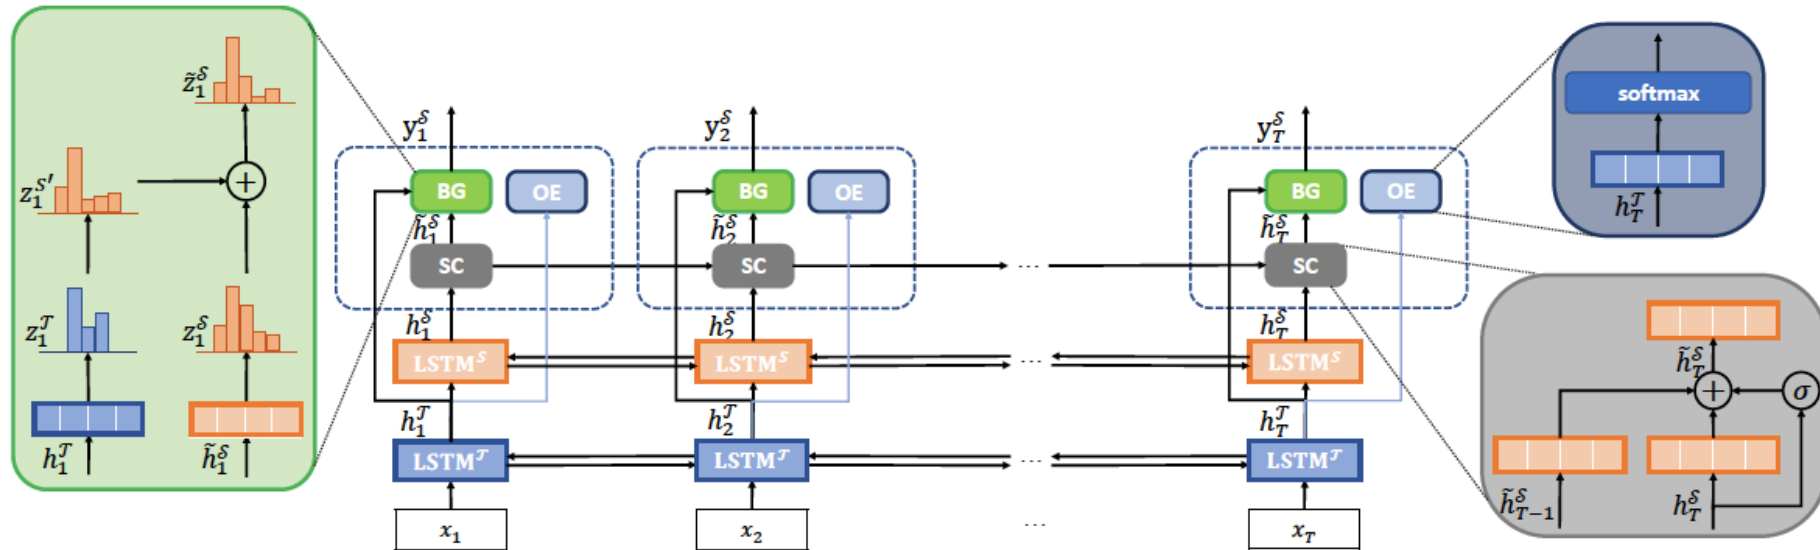 z̃₁^𝒮
z₁^{S′}
+
z₁^𝒯
z₁^𝒮
h₁^𝒯
h̃₁^𝒮
y₁^𝒮
y₂^𝒮
y_T^𝒮
BG
OE
BG
OE
BG
OE
h̃₁^𝒮
h̃₂^𝒮
h̃_T^𝒮
SC
SC
...
SC
h₁^𝒮
h₂^𝒮
h_T^𝒮
LSTM^𝒮
LSTM^𝒮
...
LSTM^𝒮
h₁^𝒯
h₂^𝒯
h_T^𝒯
LSTM^𝒯
LSTM^𝒯
...
LSTM^𝒯
x₁
x₂
...
x_T
softmax
h_T^𝒯
h̃_T^𝒮
+
σ
h̃_{T−1}^𝒮
h_T^𝒮